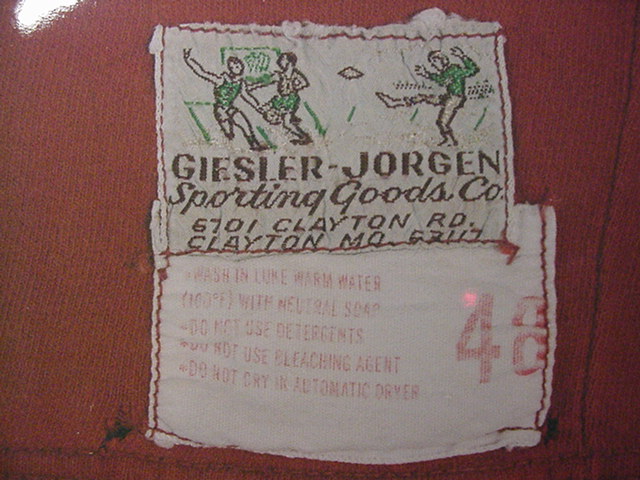 GIESLER-JORGEN
Sporting Goods Co.
6701 CLAYTON RD.
CLAYTON MO. 63117
*WASH IN LUKE WARM WATER
(100°F) WITH NEUTRAL SOAP
*DO NOT USE DETERGENTS
*DO NOT USE BLEACHING AGENT
*DO NOT DRY IN AUTOMATIC DRYER
48